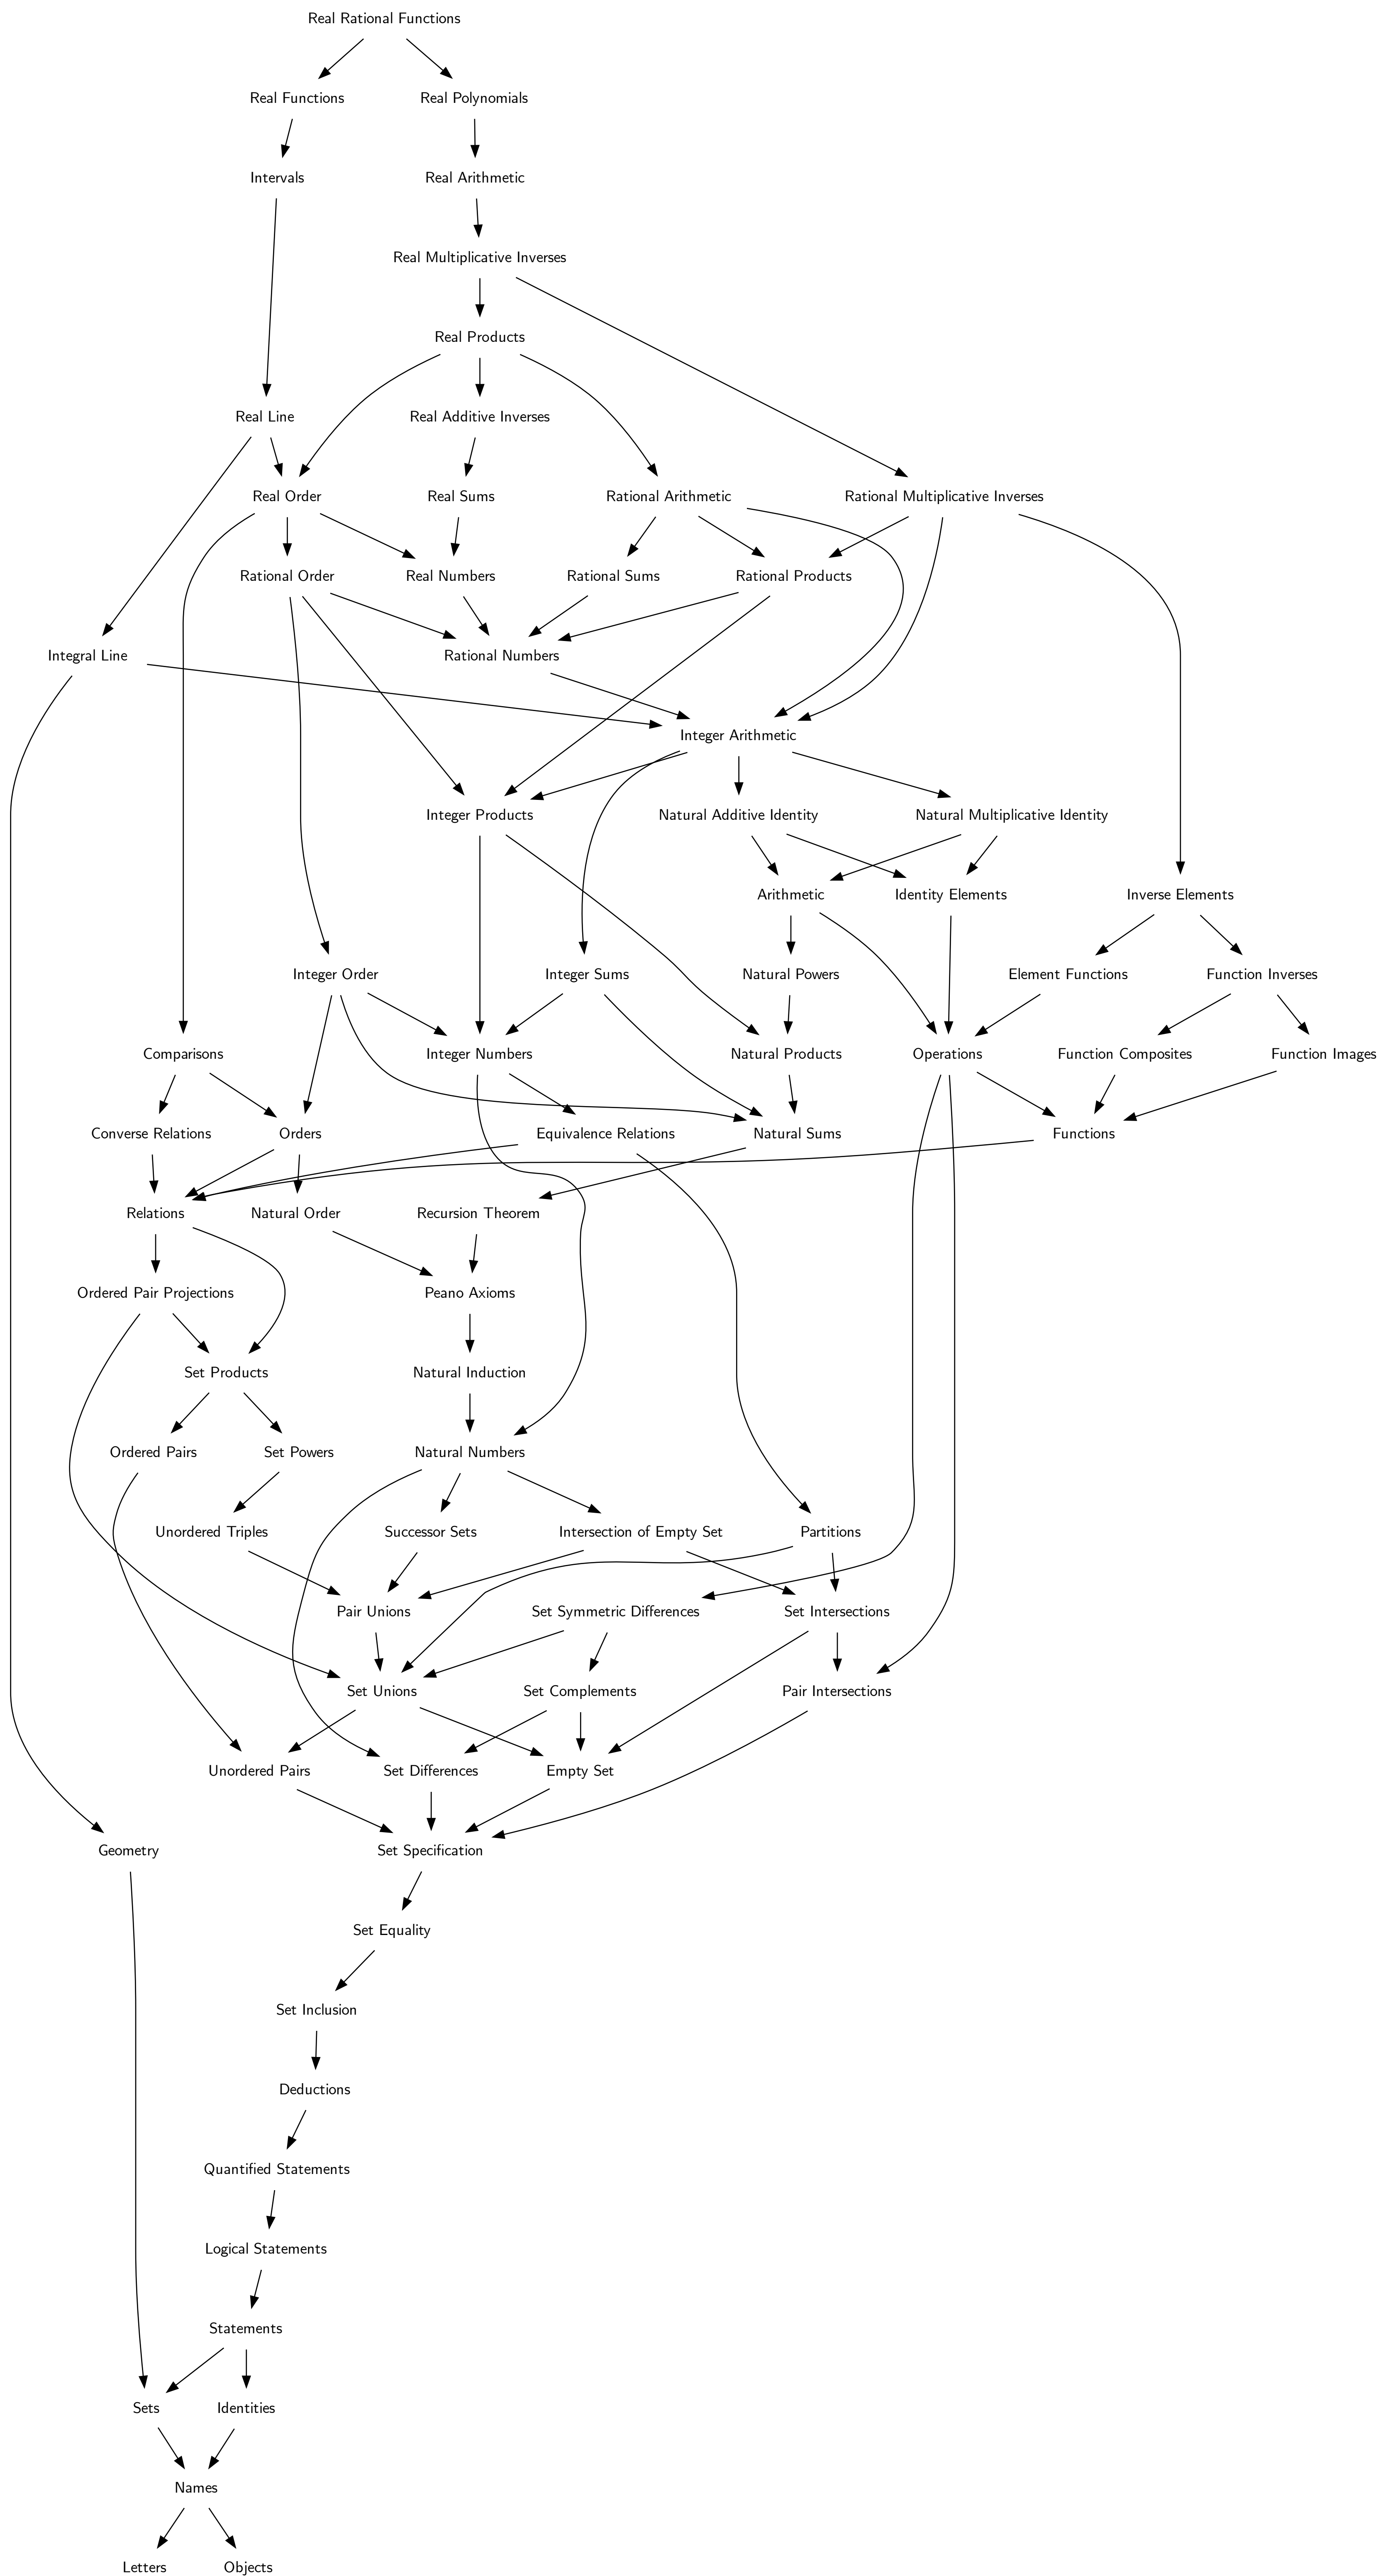 Real Rational Functions
Real Functions
Real Polynomials
Intervals
Real Arithmetic
Real Multiplicative Inverses
Real Products
Real Line
Real Additive Inverses
Real Order
Real Sums
Rational Arithmetic
Rational Multiplicative Inverses
Rational Order
Real Numbers
Rational Sums
Rational Products
Integral Line
Rational Numbers
Integer Arithmetic
Integer Products
Natural Additive Identity
Natural Multiplicative Identity
Arithmetic
Identity Elements
Inverse Elements
Integer Order
Integer Sums
Natural Powers
Element Functions
Function Inverses
Comparisons
Integer Numbers
Natural Products
Operations
Function Composites
Function Images
Converse Relations
Orders
Equivalence Relations
Natural Sums
Functions
Relations
Natural Order
Recursion Theorem
Ordered Pair Projections
Peano Axioms
Set Products
Natural Induction
Ordered Pairs
Set Powers
Natural Numbers
Unordered Triples
Successor Sets
Intersection of Empty Set
Partitions
Pair Unions
Set Symmetric Differences
Set Intersections
Set Unions
Set Complements
Pair Intersections
Unordered Pairs
Set Differences
Empty Set
Geometry
Set Specification
Set Equality
Set Inclusion
Deductions
Quantified Statements
Logical Statements
Statements
Sets
Identities
Names
Letters
Objects